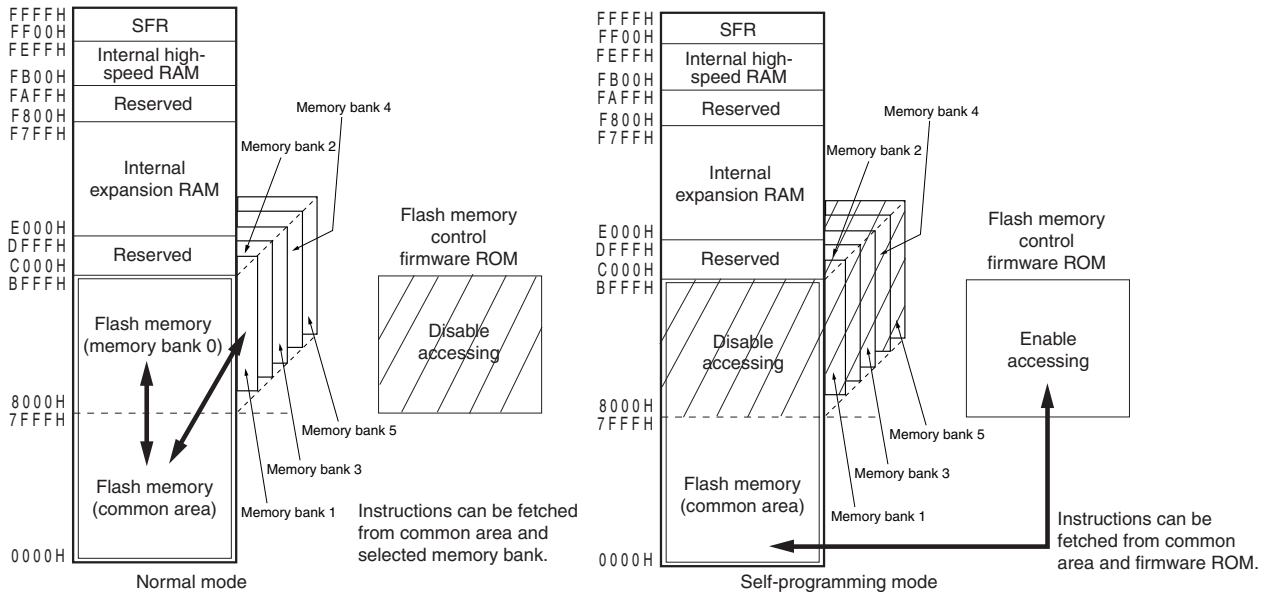 FFFFH
FF00H
FEFFH
FB00H
FAFFH
F800H
F7FFH
E000H
DFFFH
C000H
BFFFH
8000H
7FFFH
0000H
SFR
Internal high-
speed RAM
Reserved
Internal
expansion RAM
Reserved
Flash memory
(memory bank 0)
Flash memory
(common area)
Memory bank 4
Memory bank 2
Memory bank 5
Memory bank 3
Memory bank 1
Flash memory
control
firmware ROM
Disable
accessing
Instructions can be fetched
from common area and
selected memory bank.
Normal mode
FFFFH
FF00H
FEFFH
FB00H
FAFFH
F800H
F7FFH
E000H
DFFFH
C000H
BFFFH
8000H
7FFFH
0000H
SFR
Internal high-
speed RAM
Reserved
Internal
expansion RAM
Reserved
Disable
accessing
Flash memory
(common area)
Memory bank 4
Memory bank 2
Memory bank 5
Memory bank 3
Memory bank 1
Flash memory
control
firmware ROM
Enable
accessing
Instructions can be
fetched from common
area and firmware ROM.
Self-programming mode